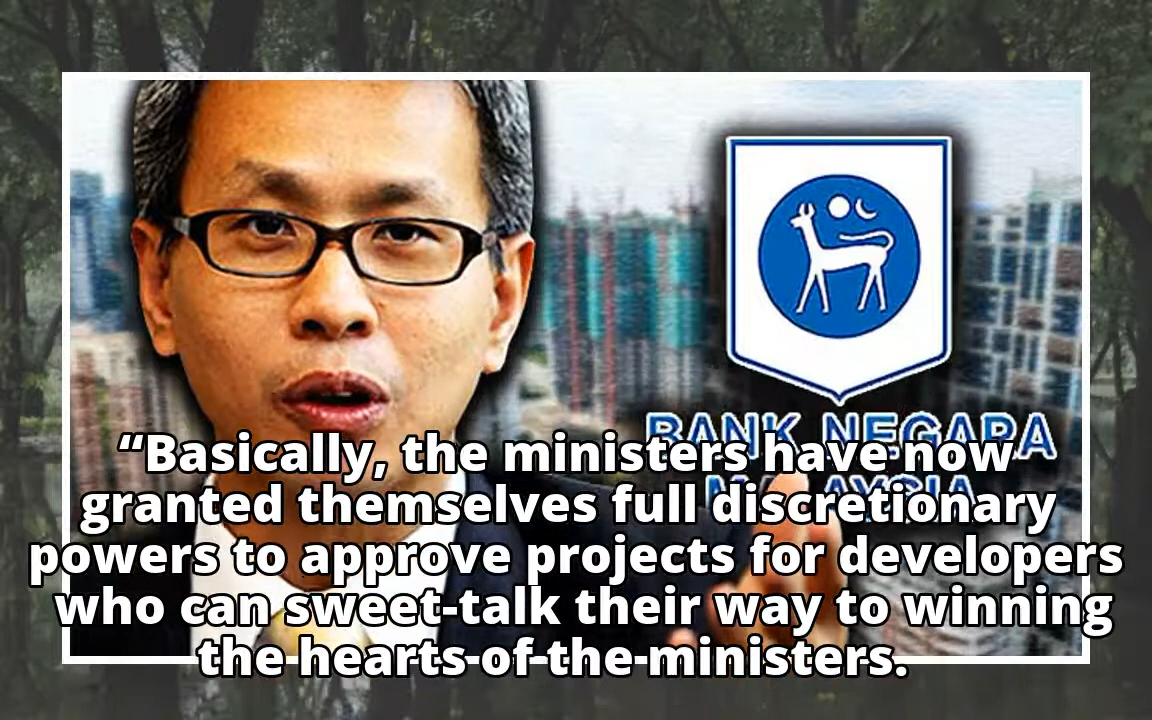 BANK NEGARA
MALAYSIA
“Basically, the ministers have now
granted themselves full discretionary
powers to approve projects for developers
who can sweet-talk their way to winning
the hearts of the ministers.